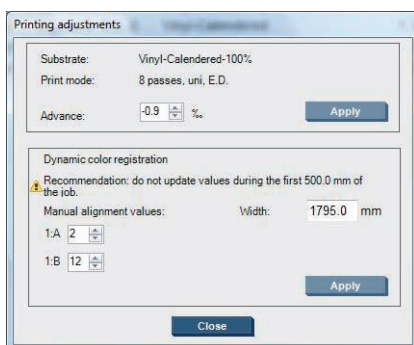 Printing adjustments
Substrate: Vinyl-Calendered-100%
Print mode: 8 passes, uni, E.D.
Advance: -0.9 ‰ Apply
Dynamic color registration
Recommendation: do not update values during the first 500.0 mm of
the job.
Manual alignment values: Width: 1795.0 mm
1:A 2
1:B 12
Apply
Close